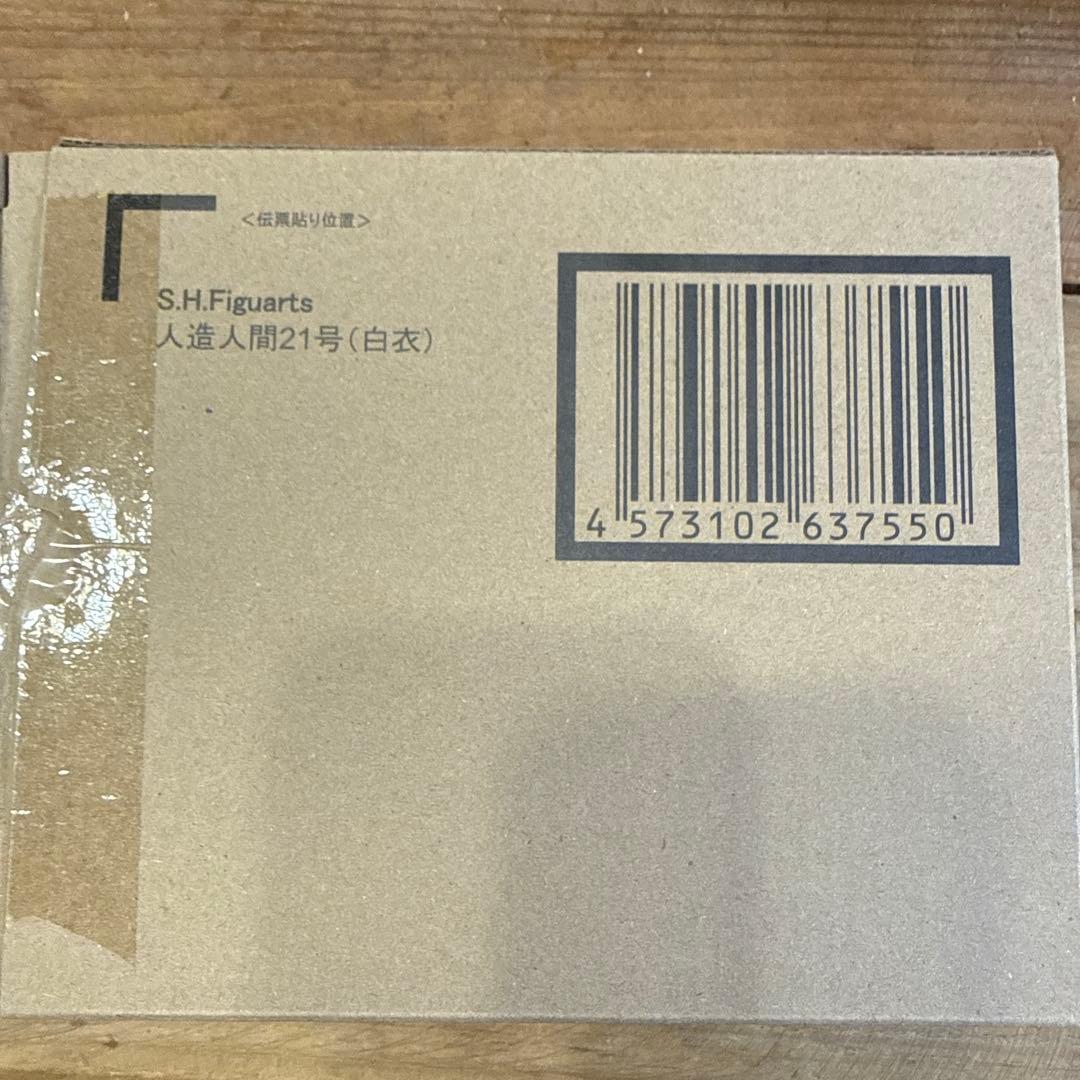 <伝票貼り位置>
S.H.Figuarts
人造人間21号(白衣)
4 573102 637550